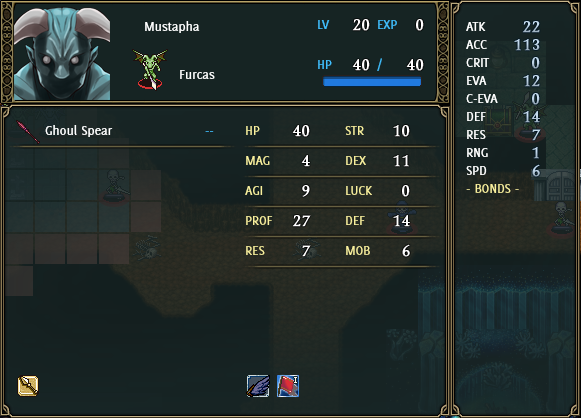 Mustapha
LV 20 EXP 0
Furcas
HP 40 / 40
Ghoul Spear --
HP 40 STR 10
MAG 4 DEX 11
AGI 9 LUCK 0
PROF 27 DEF 14
RES 7 MOB 6
ATK 22
ACC 113
CRIT 0
EVA 12
C-EVA 0
DEF 14
RES 7
RNG 1
SPD 6
- BONDS -